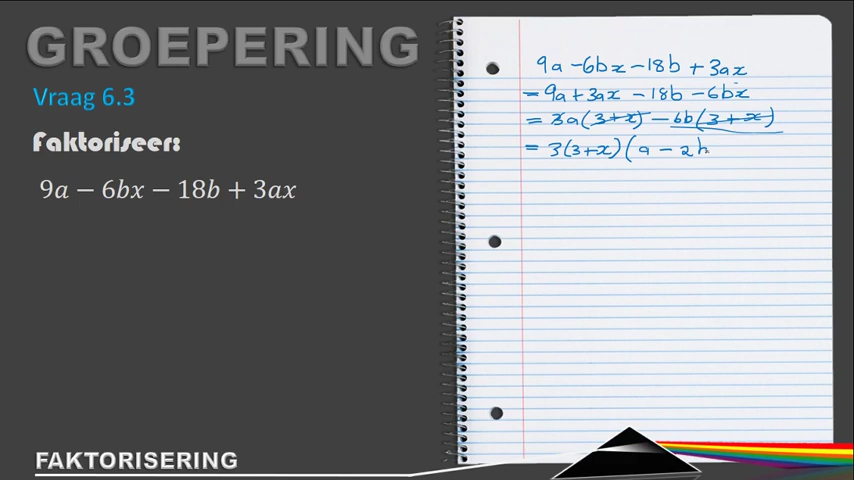 GROEPERING
Vraag 6.3
Faktoriseer:
9a − 6bx − 18b + 3ax
9a - 6bx - 18b + 3ax
= 9a + 3ax - 18b - 6bx
= 3a(3+x) - 6b(3+x)
= 3(3+x)(a - 2b
FAKTORISERING